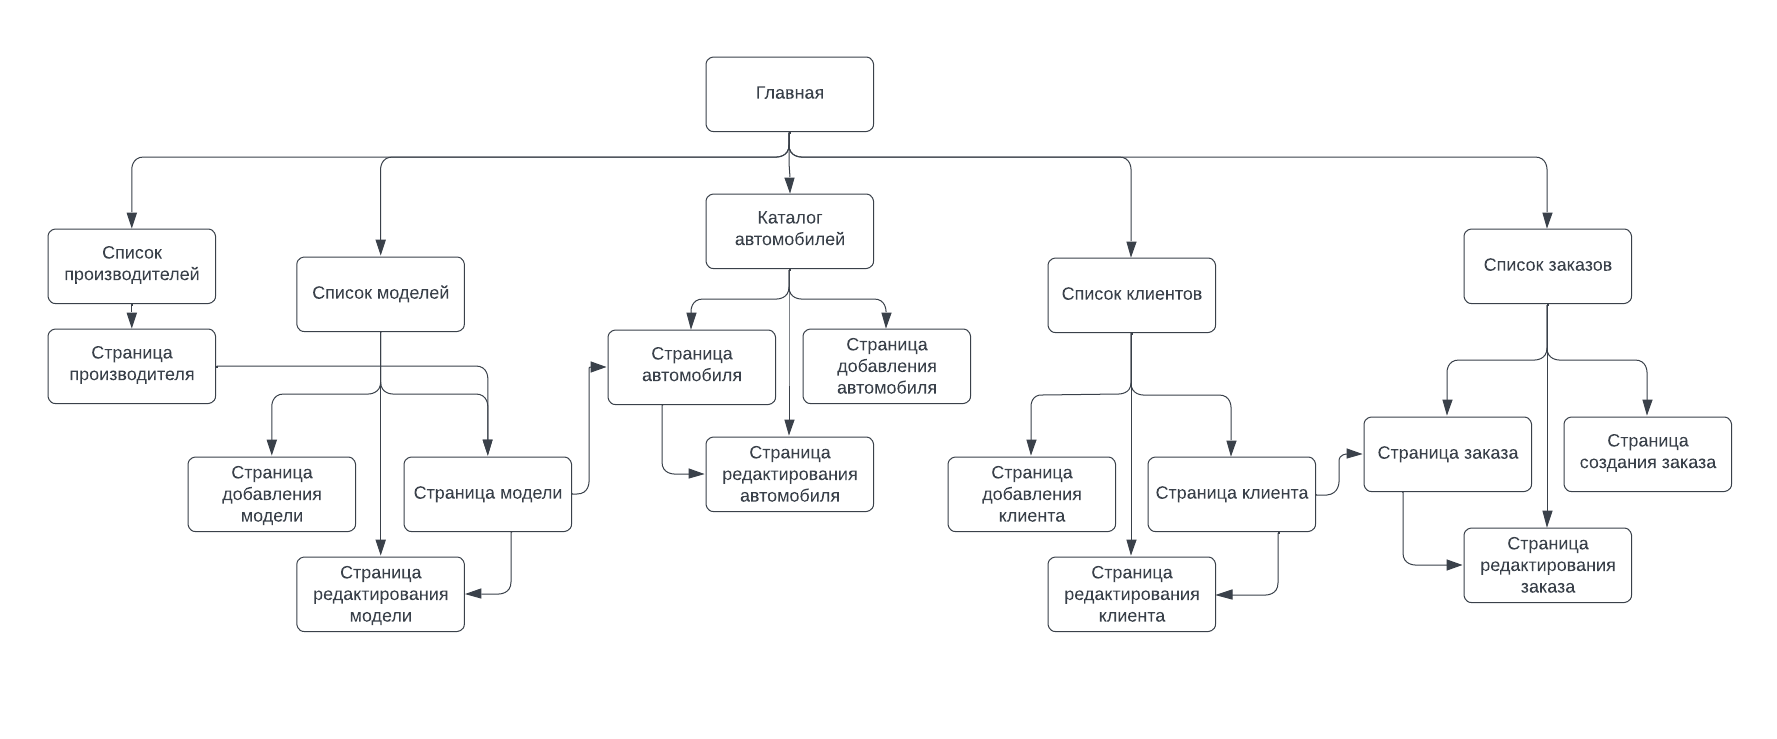 Главная
Список
производителей
Список моделей
Каталог
автомобилей
Список клиентов
Список заказов
Страница
производителя
Страница
автомобиля
Страница
добавления
автомобиля
Страница
добавления
модели
Страница модели
Страница
редактирования
автомобиля
Страница
добавления
клиента
Страница клиента
Страница заказа
Страница
создания заказа
Страница
редактирования
модели
Страница
редактирования
клиента
Страница
редактирования
заказа